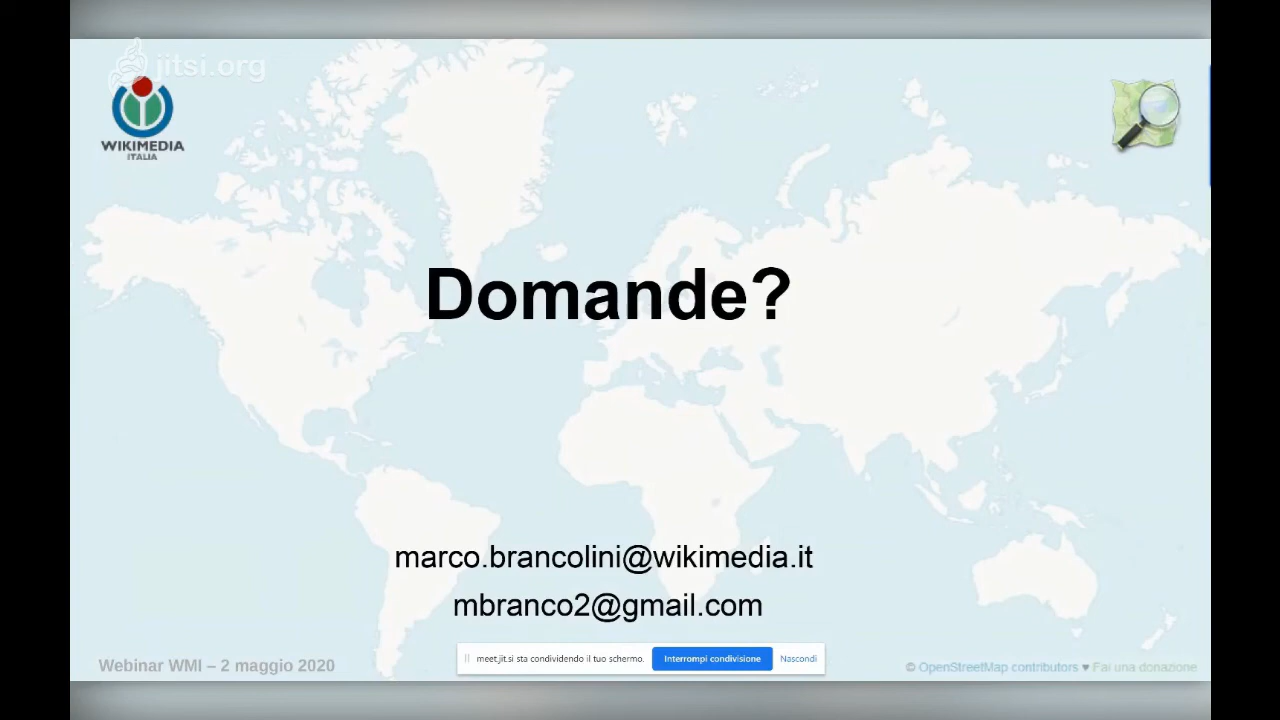 jitsi.org
WIKIMEDIA
ITALIA
Domande?
marco.brancolini@wikimedia.it
mbranco2@gmail.com
meet.jit.si sta condividendo il tuo schermo. Interrompi condivisione Nascondi
Webinar WMI – 2 maggio 2020
© OpenStreetMap contributors ♥ Fai una donazione